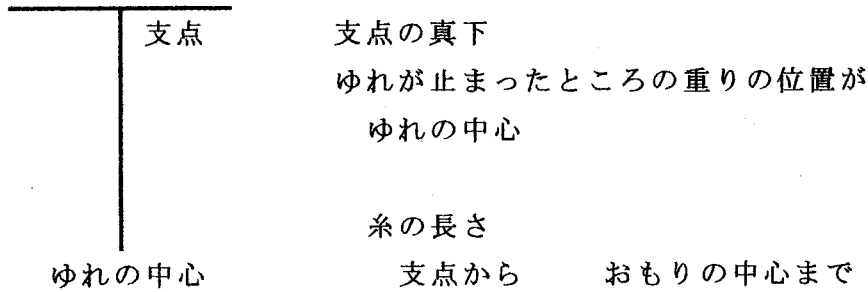 支点
支点の真下
ゆれが止まったところの重りの位置が
ゆれの中心
糸の長さ
ゆれの中心
支点から　おもりの中心まで